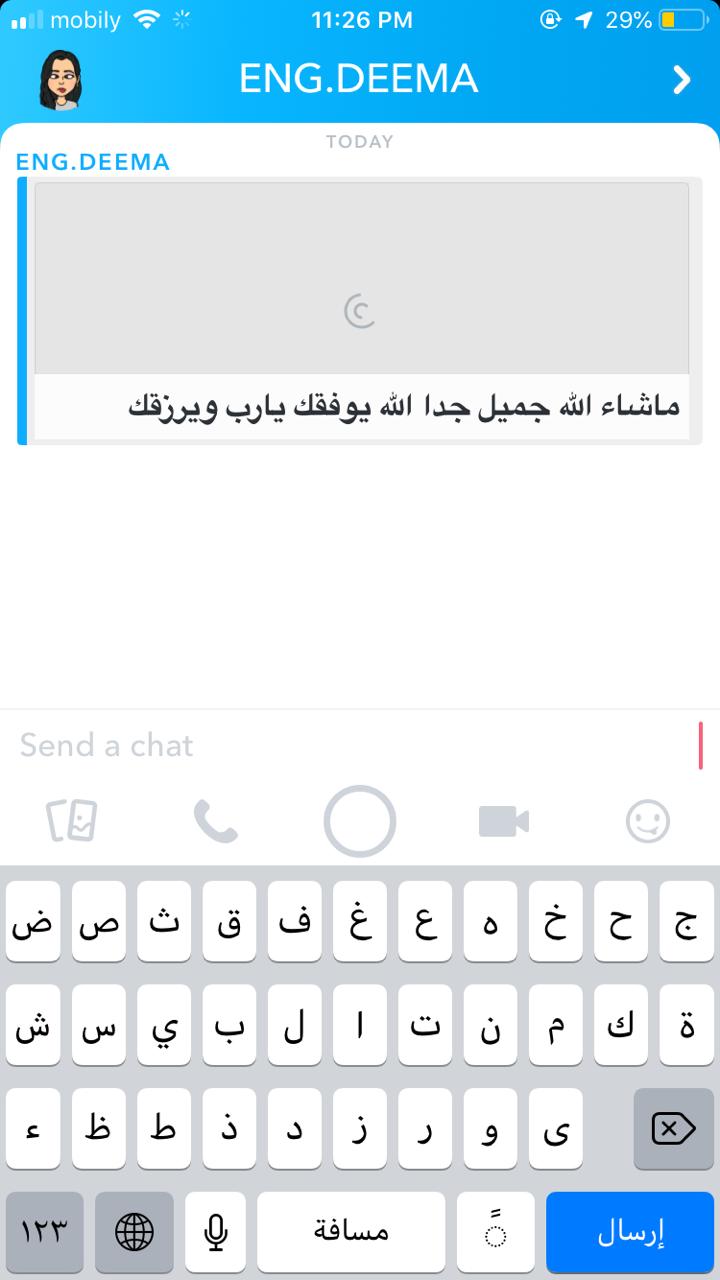 mobily 11:26 PM 29%
ENG.DEEMA
TODAY
ENG.DEEMA
ماشاء الله جميل جدا الله يوفقك يارب ويرزقك
Send a chat
ض ص ث ق ف غ ع ه خ ح ج
ش س ي ب ل ا ت ن م ك ة
ء ظ ط ذ د ز ر و ى
١٢٣ مسافة إرسال